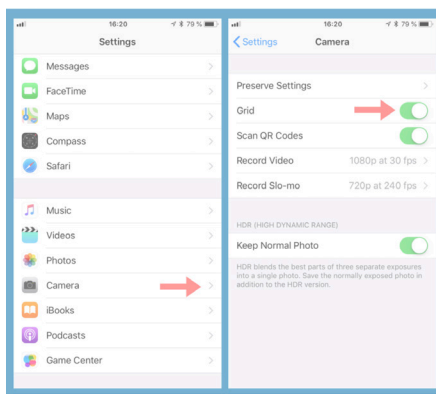 16:20
79 %
Settings
Messages
FaceTime
Maps
Compass
Safari
Music
Videos
Photos
Camera
iBooks
Podcasts
Game Center
16:20
79 %
Settings
Camera
Preserve Settings
Grid
Scan QR Codes
Record Video 1080p at 30 fps
Record Slo-mo 720p at 240 fps
HDR (HIGH DYNAMIC RANGE)
Keep Normal Photo
HDR blends the best parts of three separate exposures
into a single photo. Save the normally exposed photo in
addition to the HDR version.